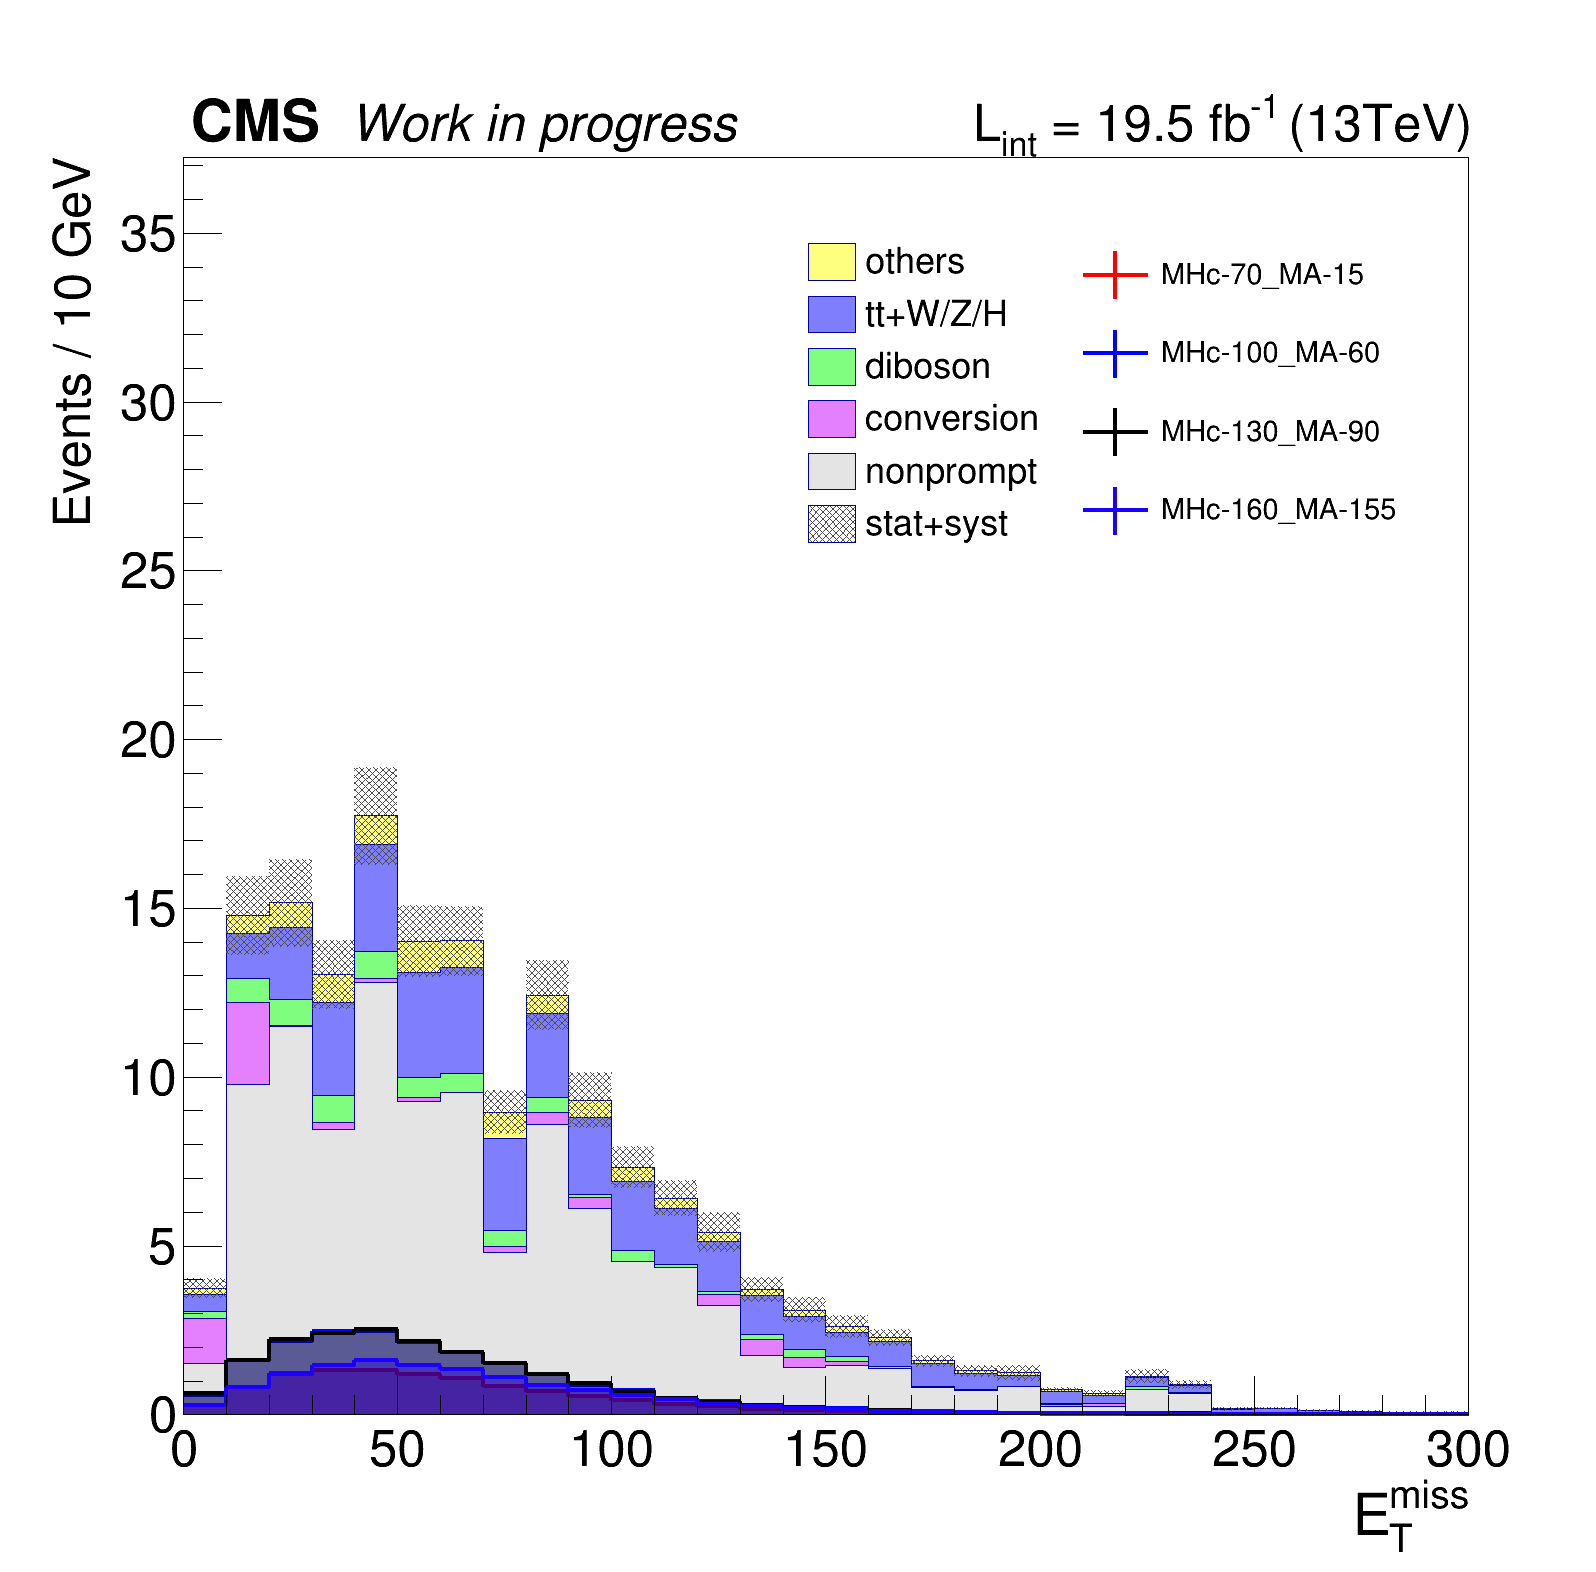 CMS Work in progress
L_int = 19.5 fb^-1 (13TeV)
Events / 10 GeV
35
30
25
20
15
10
5
0
others
tt+W/Z/H
diboson
conversion
nonprompt
stat+syst
MHc-70_MA-15
MHc-100_MA-60
MHc-130_MA-90
MHc-160_MA-155
0 50 100 150 200 250 300
E_T^miss